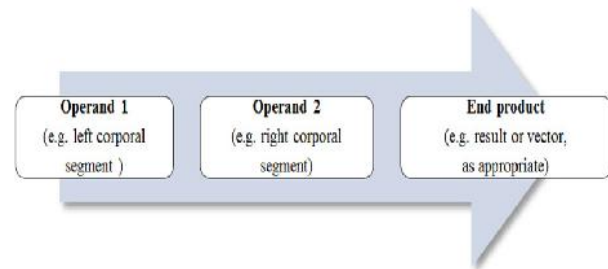 Operand 1
(e.g. left corporal
segment )
Operand 2
(e.g. right corporal
segment)
End product
(e.g. result or vector,
as appropriate)